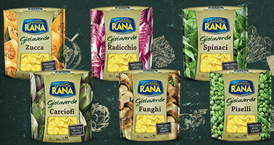 RANA
Gioiaverde
Zucca
RANA
Gioiaverde
Radicchio
RANA
Gioiaverde
Spinaci
RANA
Gioiaverde
Carciofi
RANA
Gioiaverde
Funghi
RANA
Gioiaverde
Piselli